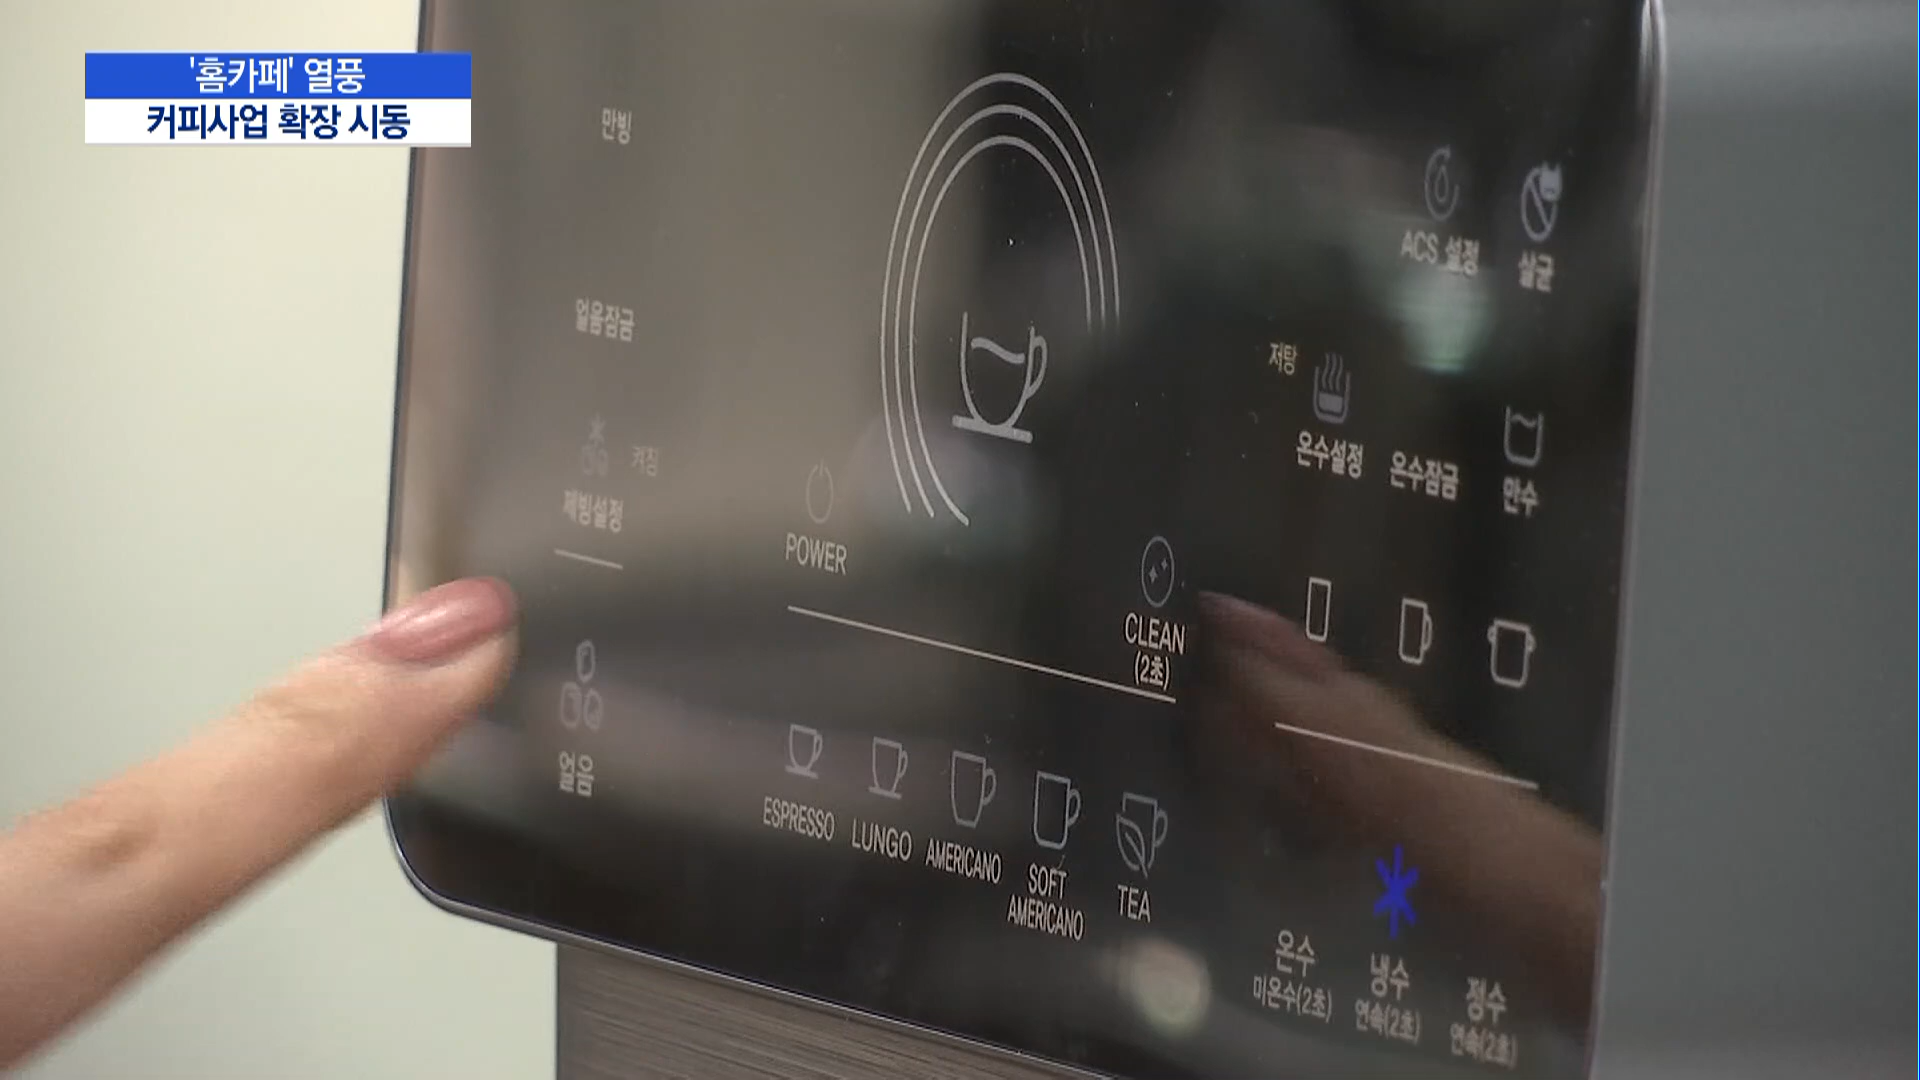 '홈카페' 열풍
커피사업 확장 시동
만빙
얼음잠금
켜짐
제빙설정
얼음
POWER
CLEAN
(2초)
ESPRESSO
LUNGO
AMERICANO
SOFT
AMERICANO
TEA
ACS 설정
살균
저탕
온수설정
온수잠금
만수
온수
미온수(2초)
냉수
연속(2초)
정수
연속(2초)